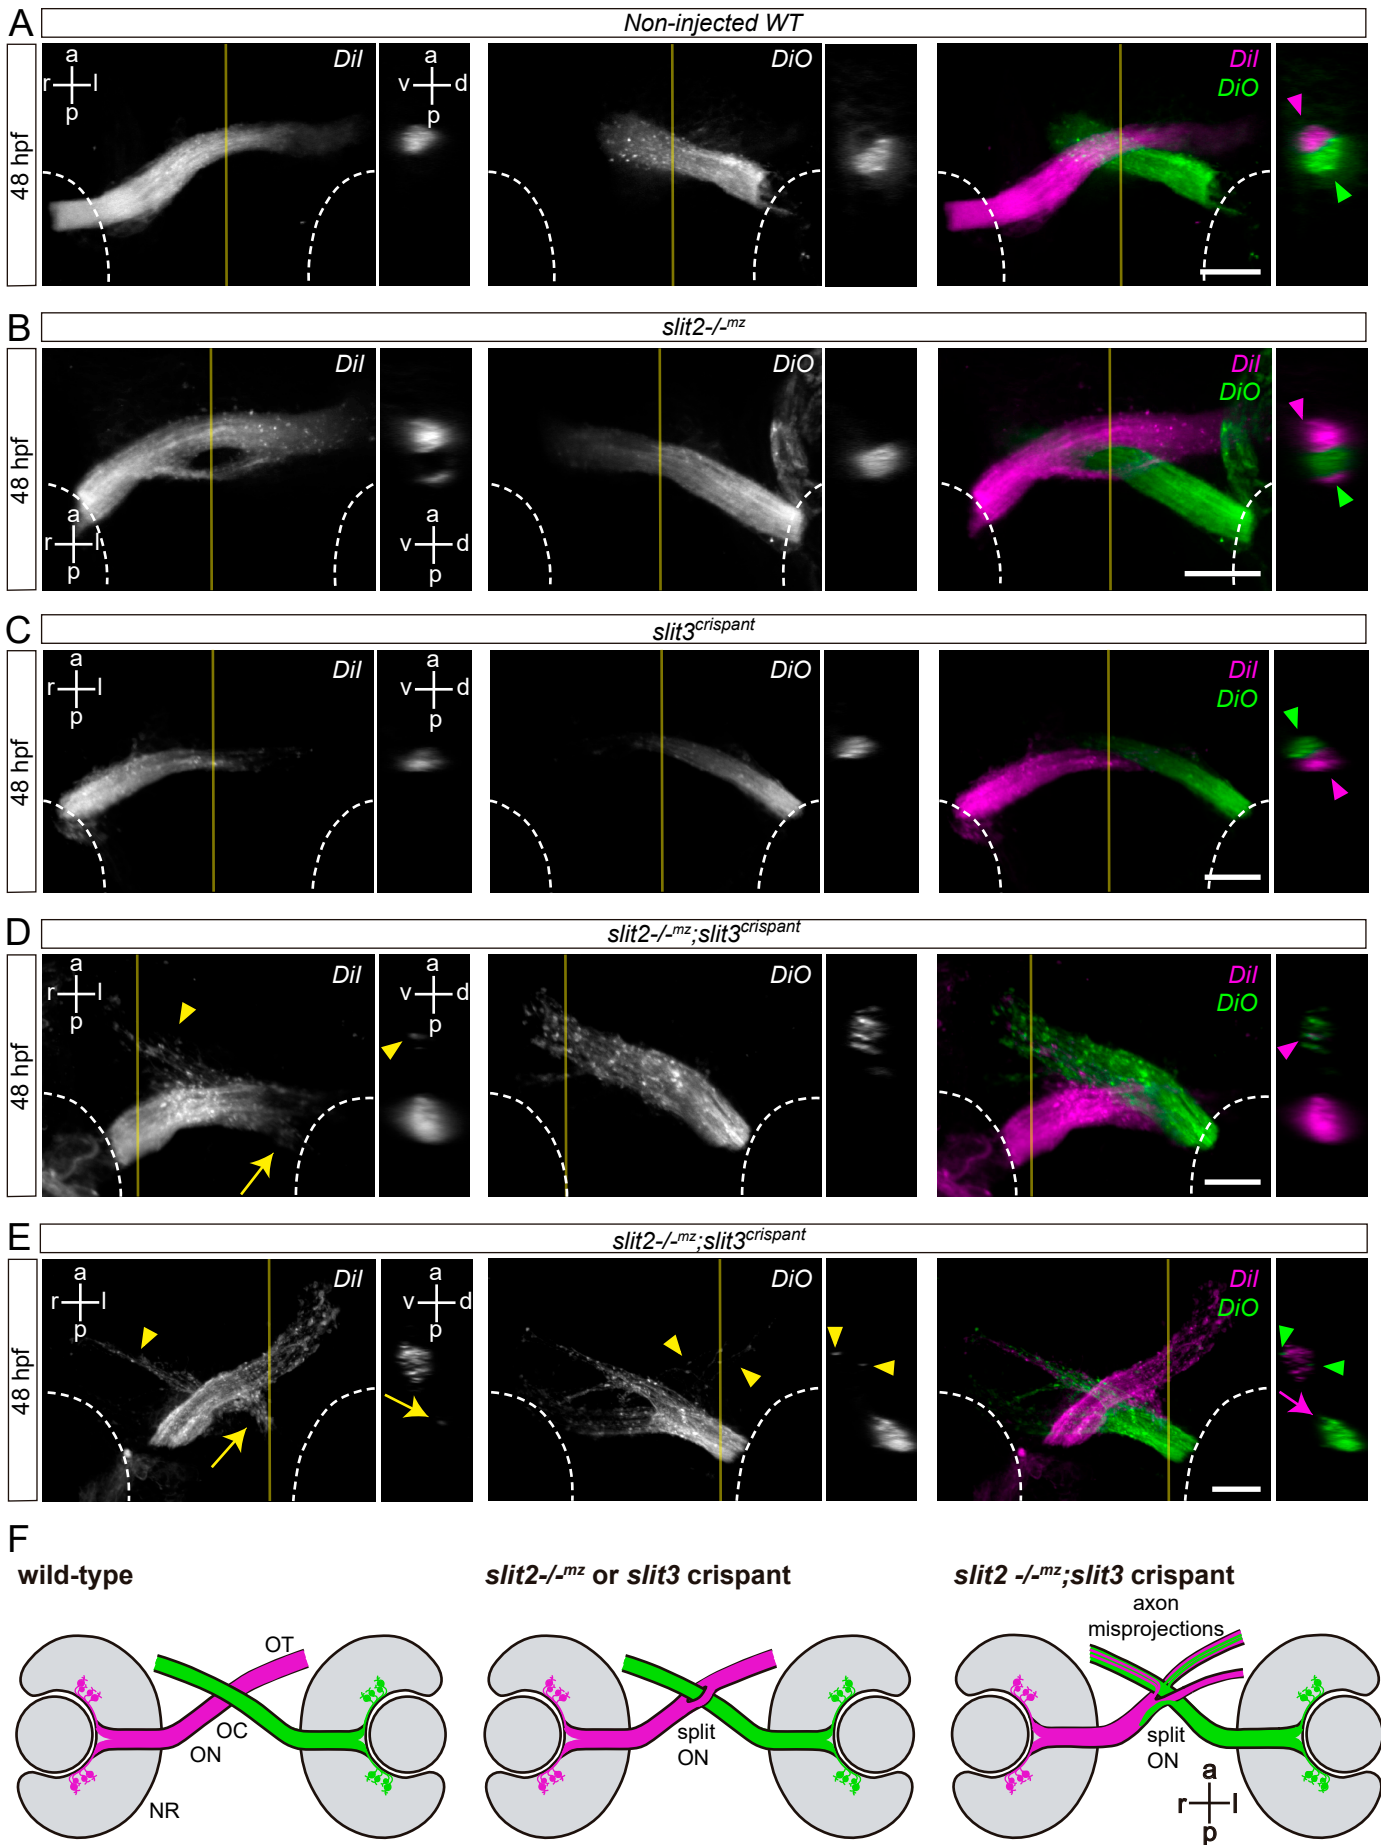 A
Non-injected WT
48 hpf
a
r l
p
DiI
a
v d
p
DiO
DiI
DiO
B
slit2-/-mz
48 hpf
DiI
a
r l
p
a
v d
p
DiO
DiI
DiO
C
slit3crispant
48 hpf
a
r l
p
DiI
a
v d
p
DiO
DiI
DiO
D
slit2-/-mz;slit3crispant
48 hpf
a
r l
p
DiI
a
v d
p
DiO
DiI
DiO
E
slit2-/-mz;slit3crispant
48 hpf
a
r l
p
DiI
a
v d
p
DiO
DiI
DiO
F
wild-type
OT
OC
ON
NR
slit2-/-mz or slit3 crispant
split
ON
slit2 -/-mz;slit3 crispant
axon
misprojections
split
ON
a
r l
p